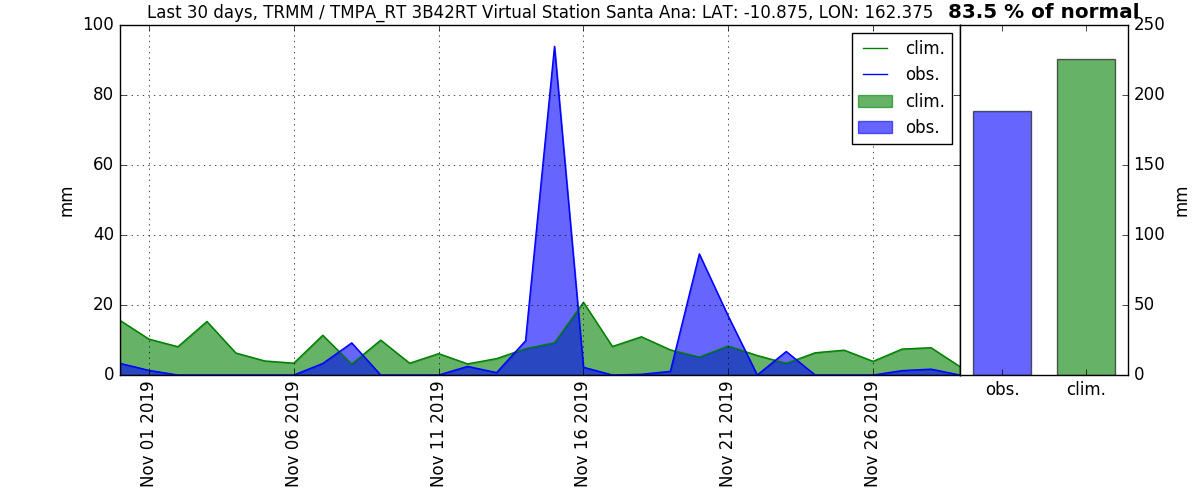 Last 30 days, TRMM / TMPA_RT 3B42RT Virtual Station Santa Ana: LAT: -10.875, LON: 162.375
83.5 % of normal
clim.
obs.
clim.
obs.
100
80
60
40
20
0
mm
Nov 01 2019
Nov 06 2019
Nov 11 2019
Nov 16 2019
Nov 21 2019
Nov 26 2019
250
200
150
100
50
0
mm
obs.
clim.